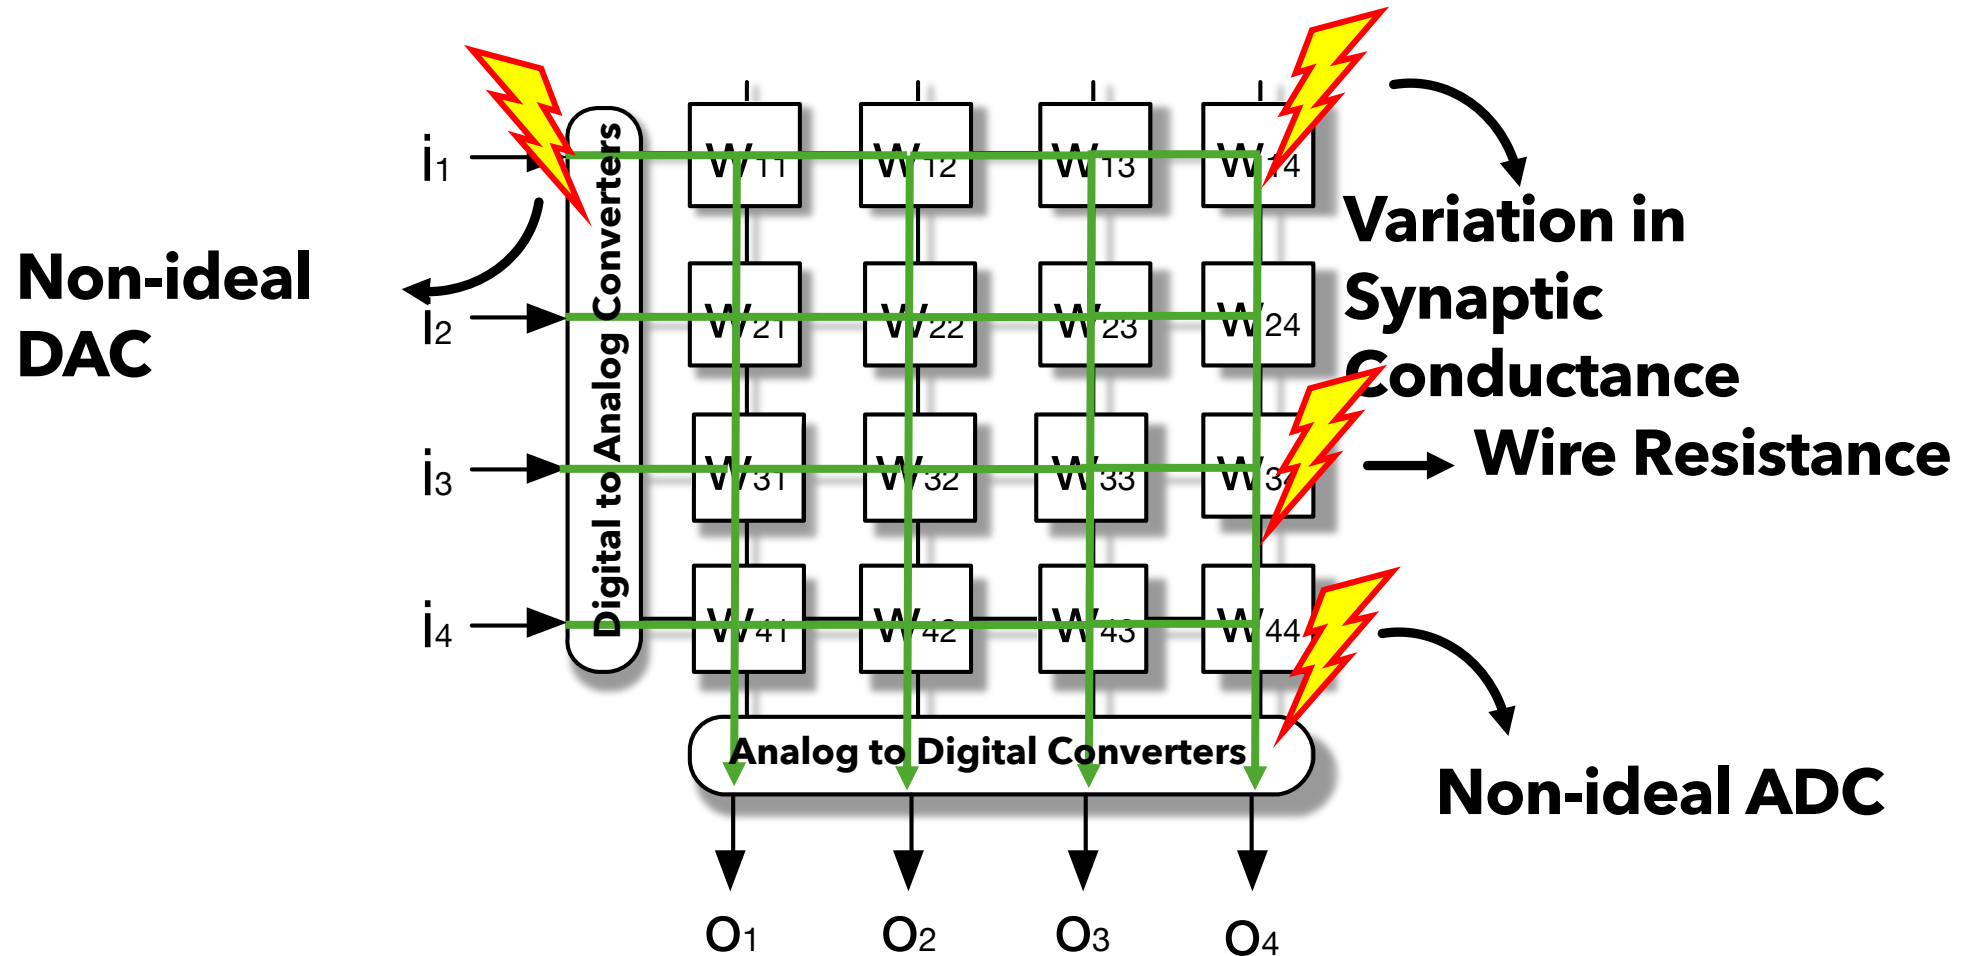 i1
W11 W12 W13 W14
Variation in
Synaptic
Conductance
Non-ideal
DAC
Digital to Analog Converters
i2
W21 W22 W23 W24
Wire Resistance
i3
W31 W32 W33 W34
i4
W41 W42 W43 W44
Analog to Digital Converters
Non-ideal ADC
O1 O2 O3 O4